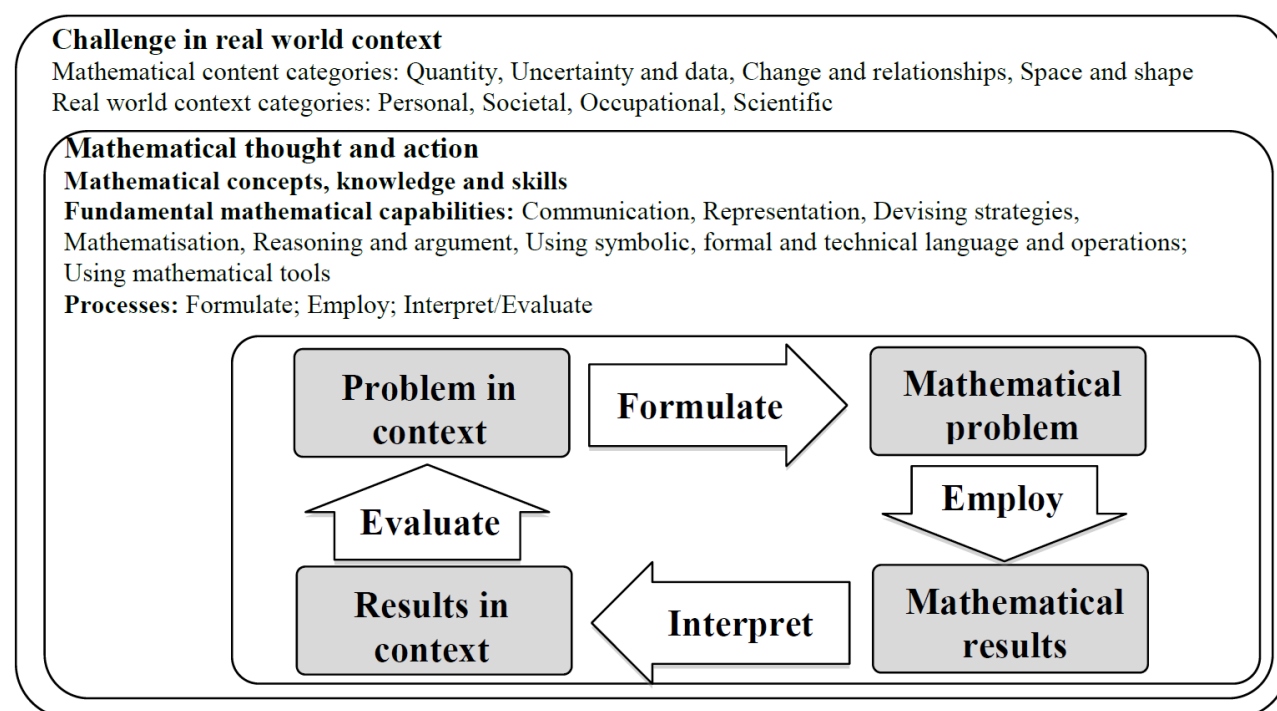 Challenge in real world context
Mathematical content categories: Quantity, Uncertainty and data, Change and relationships, Space and shape
Real world context categories: Personal, Societal, Occupational, Scientific
Mathematical thought and action
Mathematical concepts, knowledge and skills
Fundamental mathematical capabilities: Communication, Representation, Devising strategies,
Mathematisation, Reasoning and argument, Using symbolic, formal and technical language and operations;
Using mathematical tools
Processes: Formulate; Employ; Interpret/Evaluate
Problem in
context
Formulate
Mathematical
problem
Employ
Evaluate
Results in
context
Interpret
Mathematical
results